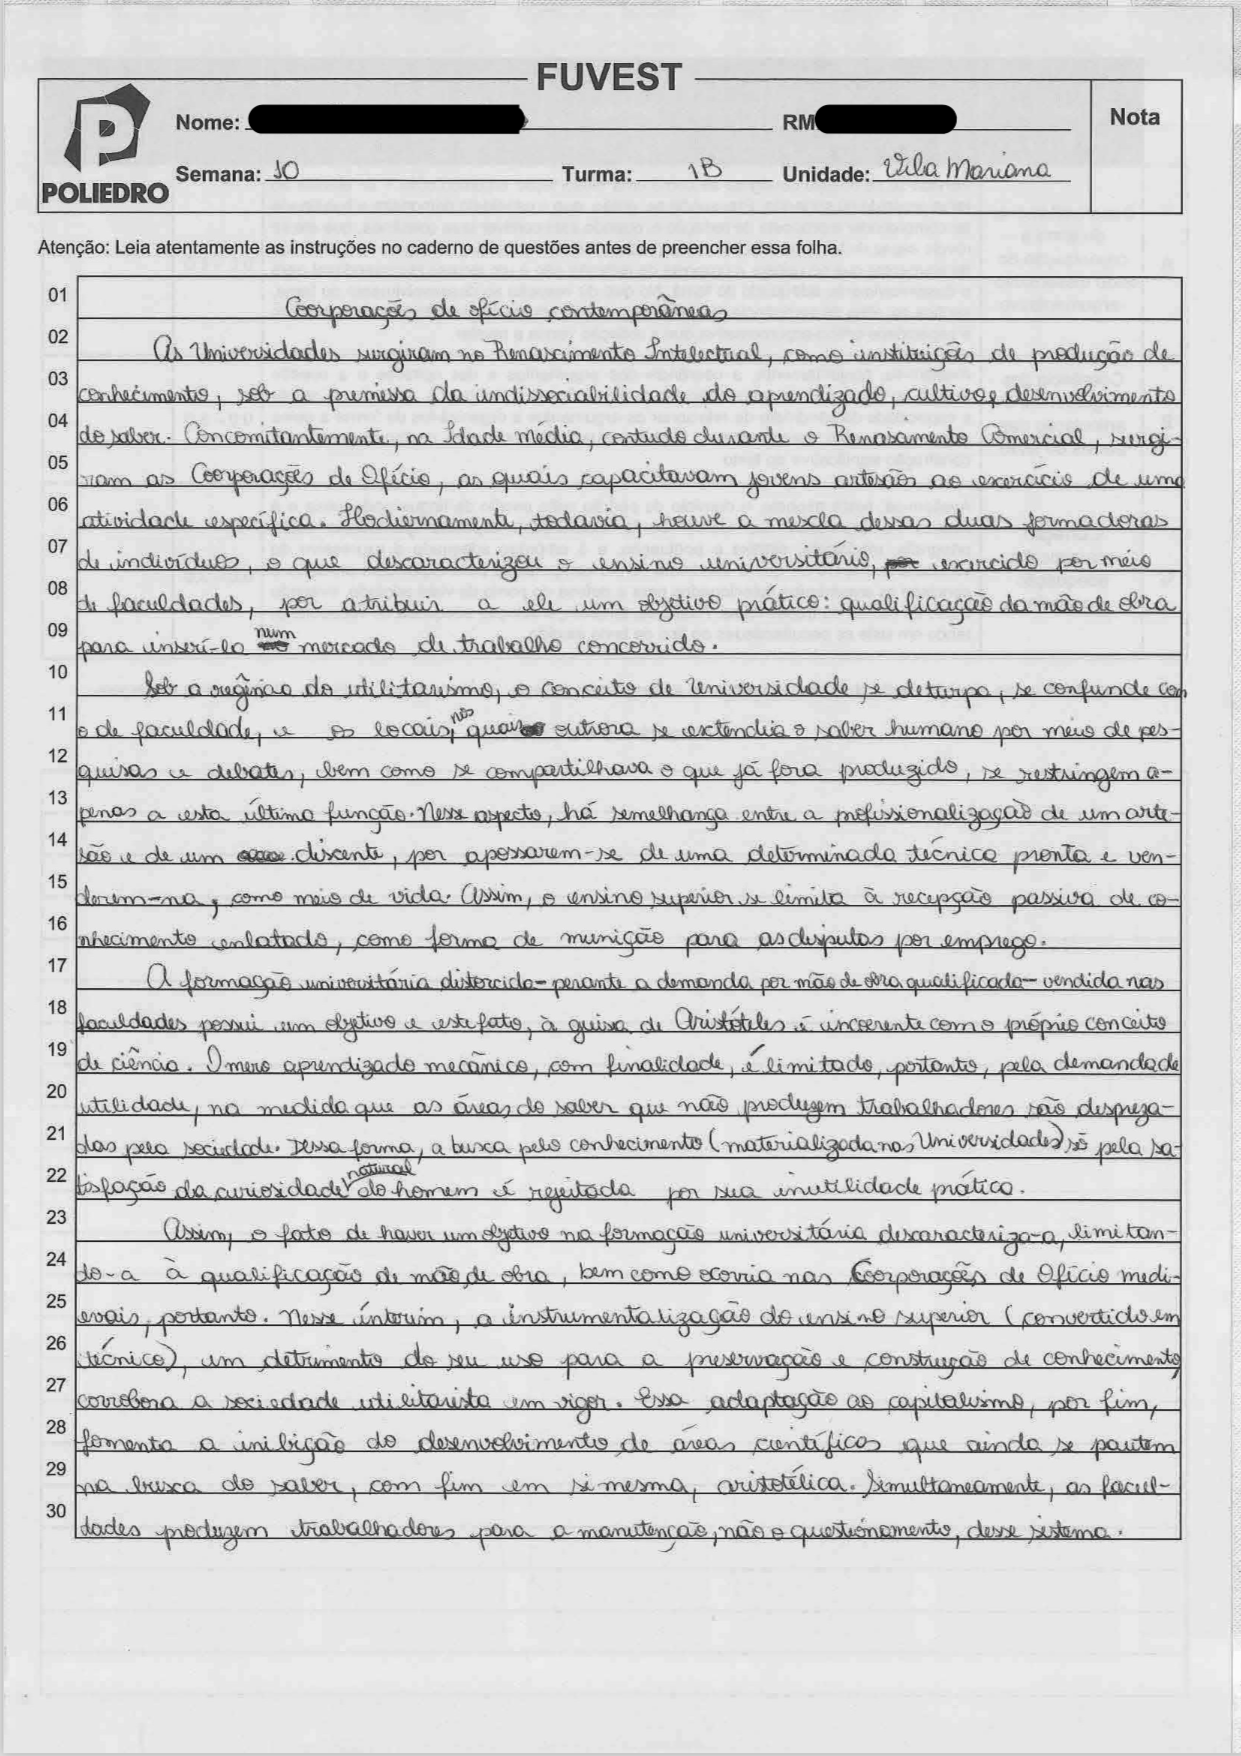 FUVEST
POLIEDRO
Nome:
RM
Nota
Semana: 10
Turma: 1B
Unidade: Vila Mariana
Atenção: Leia atentamente as instruções no caderno de questões antes de preencher essa folha.
01 Coorporações de ofício contemporâneas
02 As Universidades surgiram no Renascimento Intelectual, como instituições de produção de
03 conhecimento, sob a premissa da indissociabilidade do aprendizado, cultivo e desenvolvimento
04 do saber. Concomitantemente, na Idade média, contudo durante o Renasamento Comercial, surgi-
05 ram as Coorporações de Ofício, as quais capacitavam jovens artesãos ao exercício de uma
06 atividade específica. Hodiernamente, todavia, houve a mescla dessas duas formadoras
07 de indivíduos, o que descaracterizou o ensino universitário, exercido por meio
08 de faculdades, por atribuir a ele um objetivo prático: qualificação da mão de obra
09 para inserí-la num mercado de trabalho concorrido.
10 Sob a regência do utilitarismo, o conceito de Universidade se deturpa, se confunde com
11 o de faculdade, e os locais, nos quais outrora se extendia o saber humano por meio de pes-
12 quisas e debates, bem como se compartilhava o que já fora produzido, se restringem a-
13 penas a esta última função. Nesse aspecto, há semelhança entre a profissionalização de um arte-
14 são e de um discente, por apossarem-se de uma determinada técnica pronta e ven-
15 derem-na, como meio de vida. Assim, o ensino superior se limita à recepção passiva de co-
16 nhecimento enlatado, como forma de munição para as disputas por emprego.
17 A formação universitária distorcida - perante a demanda por mão de obra qualificada - vendida nas
18 faculdades possui um objetivo e este fato, à guisa de Aristóteles é incoerente com o próprio conceito
19 de ciência. O mero aprendizado mecânico, com finalidade, é limitado, portanto, pela demanda de
20 utilidade, na medida que as áreas do saber que não produzem trabalhadores são despreza-
21 das pela sociedade. Dessa forma, a busca pelo conhecimento (materializada nas Universidades) só pela sa-
22 tisfação da curiosidade natural do homem é rejeitada por sua inutilidade prática.
23 Assim, o fato de haver um objetivo na formação universitária descaracteriza-a, limitan-
24 do-a à qualificação de mão de obra, bem como ocorria nas Coorporações de Ofício medi-
25 evais, portanto. Nesse ínterim, a instrumentalização do ensino superior (convertido em
26 técnico), um detrimento do seu uso para a preservação e construção de conhecimento,
27 corrobora a sociedade utilitarista em vigor. Essa adaptação ao capitalismo, por fim,
28 fomenta a inibição do desenvolvimento de áreas científicas que ainda se pautem
29 na busca do saber, com fim em si mesma, aristotélica. Simultaneamente, as facul-
30 dades produzem trabalhadores para a manutenção, não o questionamento, desse sistema.